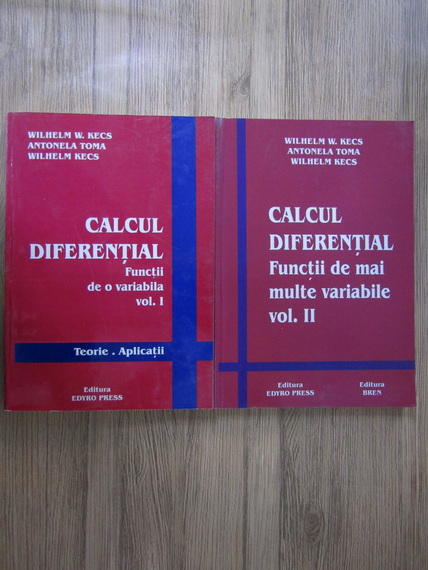 WILHELM W. KECS
ANTONELA TOMA
WILHELM KECS
CALCUL
DIFERENȚIAL
Funcții
de o variabila
vol. I
Teorie . Aplicații
Editura
EDYRO PRESS
WILHELM W. KECS
ANTONELA TOMA
WILHELM KECS
CALCUL
DIFERENȚIAL
Funcții de mai
multe variabile
vol. II
Editura
EDYRO PRESS
Editura
BREN